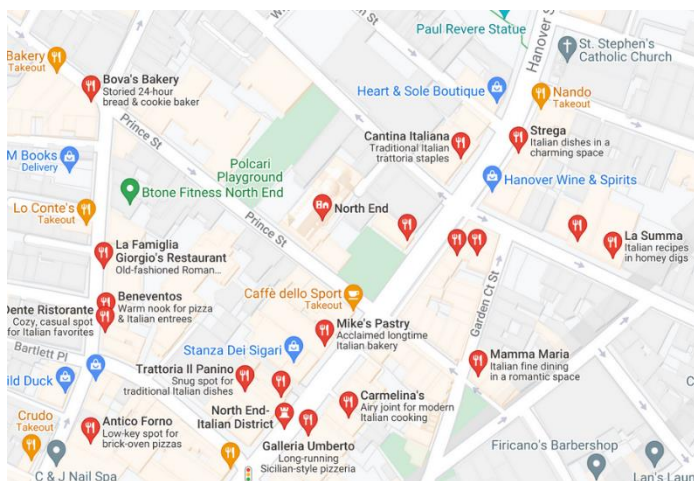 Paul Revere Statue
Hanover S
St. Stephen's
Catholic Church
Bakery
Takeout
Prince St
Bova's Bakery
Storied 24-hour
bread & cookie baker
Heart & Sole Boutique
Nando
Takeout
Cantina Italiana
Traditional Italian
trattoria staples
Strega
Italian dishes in a
charming space
M Books
Delivery
Polcari
Playground
Btone Fitness North End
Hanover Wine & Spirits
Lo Conte's
Takeout
Prince St
North End
La Summa
Italian recipes
in homey digs
La Famiglia
Giorgio's Restaurant
Old-fashioned Roman...
Caffè dello Sport
Takeout
Garden Ct St
Dente Ristorante
Cozy, casual spot
for Italian favorites
Beneventos
Warm nook for pizza
& Italian entrees
Mike's Pastry
Acclaimed longtime
Italian bakery
Bartlett Pl
Stanza Dei Sigari
Mamma Maria
Italian fine dining
in a romantic space
ild Duck
Trattoria Il Panino
Snug spot for
traditional Italian dishes
Carmelina's
Airy joint for modern
Italian cooking
Crudo
Takeout
Antico Forno
Low-key spot for
brick-oven pizzas
North End-
Italian District
Galleria Umberto
Long-running
Sicilian-style pizzeria
Firicano's Barbershop
C & J Nail Spa
Lan's Laun